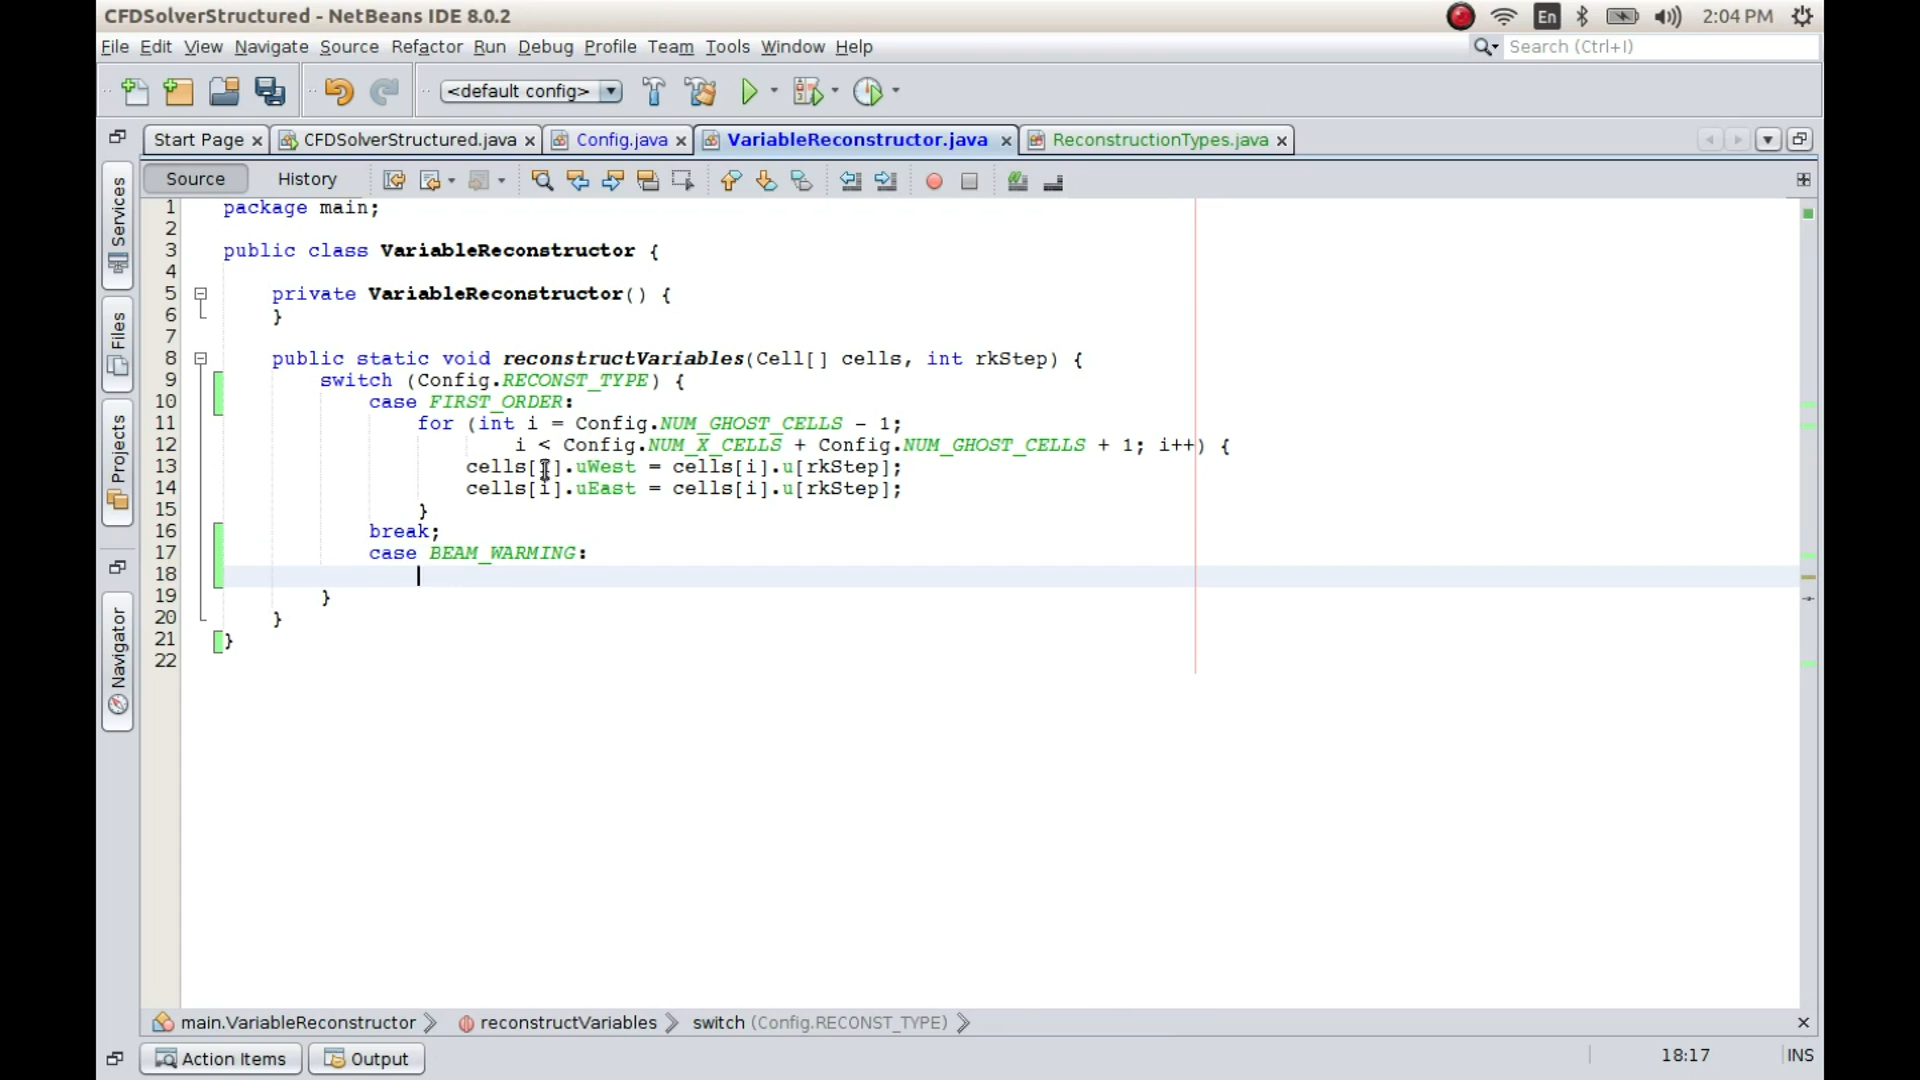 CFDSolverStructured - NetBeans IDE 8.0.2
En
2:04 PM
File Edit View Navigate Source Refactor Run Debug Profile Team Tools Window Help
Search (Ctrl+I)
<default config>
Start Page CFDSolverStructured.java Config.java VariableReconstructor.java ReconstructionTypes.java
Source History
Services
Files
Projects
Navigator
1 package main;
2
3 public class VariableReconstructor {
4
5 private VariableReconstructor() {
6 }
7
8 public static void reconstructVariables(Cell[] cells, int rkStep) {
9 switch (Config.RECONST_TYPE) {
10 case FIRST_ORDER:
11 for (int i = Config.NUM_GHOST_CELLS - 1;
12 i < Config.NUM_X_CELLS + Config.NUM_GHOST_CELLS + 1; i++) {
13 cells[i].uWest = cells[i].u[rkStep];
14 cells[i].uEast = cells[i].u[rkStep];
15 }
16 break;
17 case BEAM_WARMING:
18
19 }
20 }
21 }
22
main.VariableReconstructor reconstructVariables switch (Config.RECONST_TYPE)
Action Items Output
18:17 INS